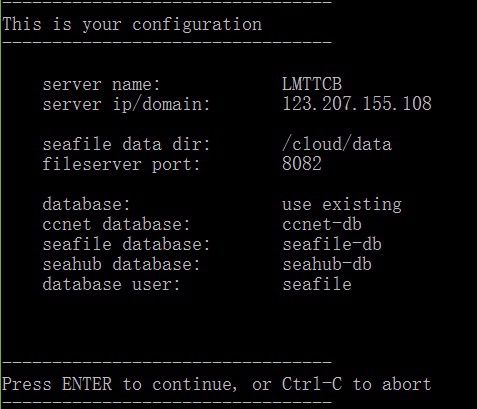 ---------------------------------
This is your configuration
---------------------------------
server name: LMTTCB
server ip/domain: 123.207.155.108
seafile data dir: /cloud/data
fileserver port: 8082
database: use existing
ccnet database: ccnet-db
seafile database: seafile-db
seahub database: seahub-db
database user: seafile
---------------------------------
Press ENTER to continue, or Ctrl-C to abort
---------------------------------